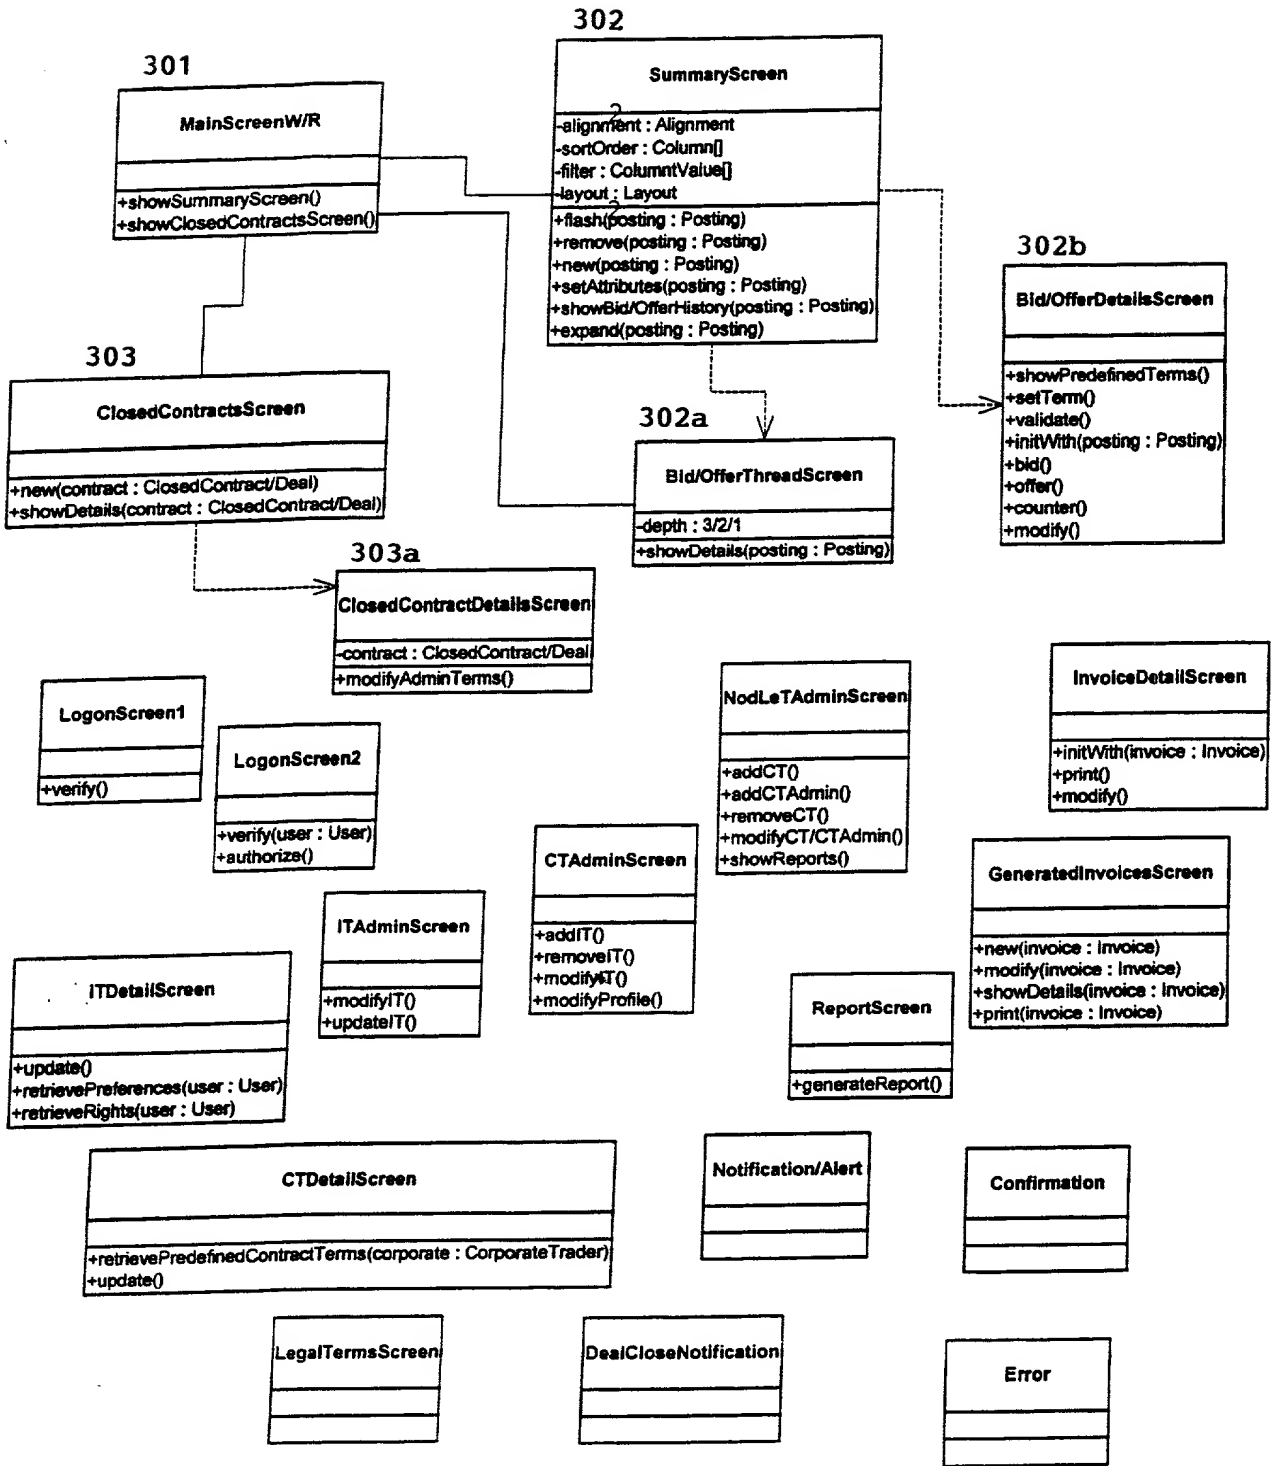 302
SummaryScreen
2
-alignment : Alignment
-sortOrder : Column[]
-filter : ColumntValue[]
-layout : Layout
2
+flash(posting : Posting)
+remove(posting : Posting)
+new(posting : Posting)
+setAttributes(posting : Posting)
+showBid/OfferHistory(posting : Posting)
+expand(posting : Posting)
301
MainScreenW/R
+showSummaryScreen()
+showClosedContractsScreen()
302b
Bid/OfferDetailsScreen
+showPredefinedTerms()
+setTerm()
+validate()
+initWith(posting : Posting)
+bid()
+offer()
+counter()
+modify()
303
ClosedContractsScreen
+new(contract : ClosedContract/Deal)
+showDetails(contract : ClosedContract/Deal)
302a
Bid/OfferThreadScreen
-depth : 3/2/1
+showDetails(posting : Posting)
303a
ClosedContractDetailsScreen
-contract : ClosedContract/Deal
+modifyAdminTerms()
LogonScreen1
+verify()
LogonScreen2
+verify(user : User)
+authorize()
NodLeTAdminScreen
+addCT()
+addCTAdmin()
+removeCT()
+modifyCT/CTAdmin()
+showReports()
InvoiceDetailScreen
+initWith(invoice : Invoice)
+print()
+modify()
CTAdminScreen
+addIT()
+removeIT()
+modifyIT()
+modifyProfile()
GeneratedInvoicesScreen
+new(invoice : Invoice)
+modify(invoice : Invoice)
+showDetails(invoice : Invoice)
+print(invoice : Invoice)
ITAdminScreen
+modifyIT()
+updateIT()
ITDetailScreen
+update()
+retrievePreferences(user : User)
+retrieveRights(user : User)
ReportScreen
+generateReport()
CTDetailScreen
+retrievePredefinedContractTerms(corporate : CorporateTrader)
+update()
Notification/Alert
Confirmation
LegalTermsScreen
DealCloseNotification
Error